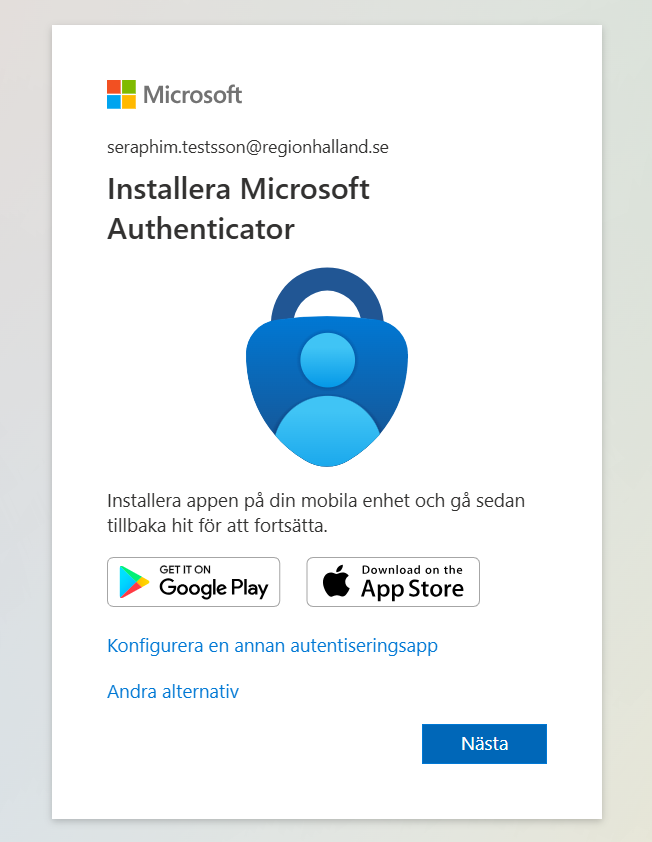 Microsoft
seraphim.testsson@regionhalland.se
Installera Microsoft
Authenticator
Installera appen på din mobila enhet och gå sedan
tillbaka hit för att fortsätta.
GET IT ON
Google Play
Download on the
App Store
Konfigurera en annan autentiseringsapp
Andra alternativ
Nästa